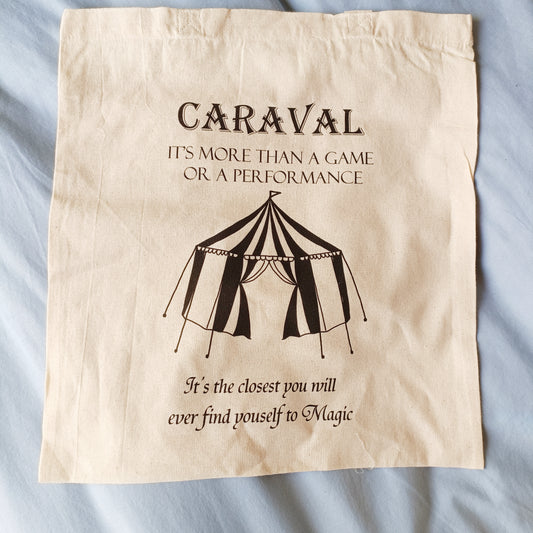 CARAVAL
IT'S MORE THAN A GAME
OR A PERFORMANCE
It's the closest you will
ever find youself to Magic